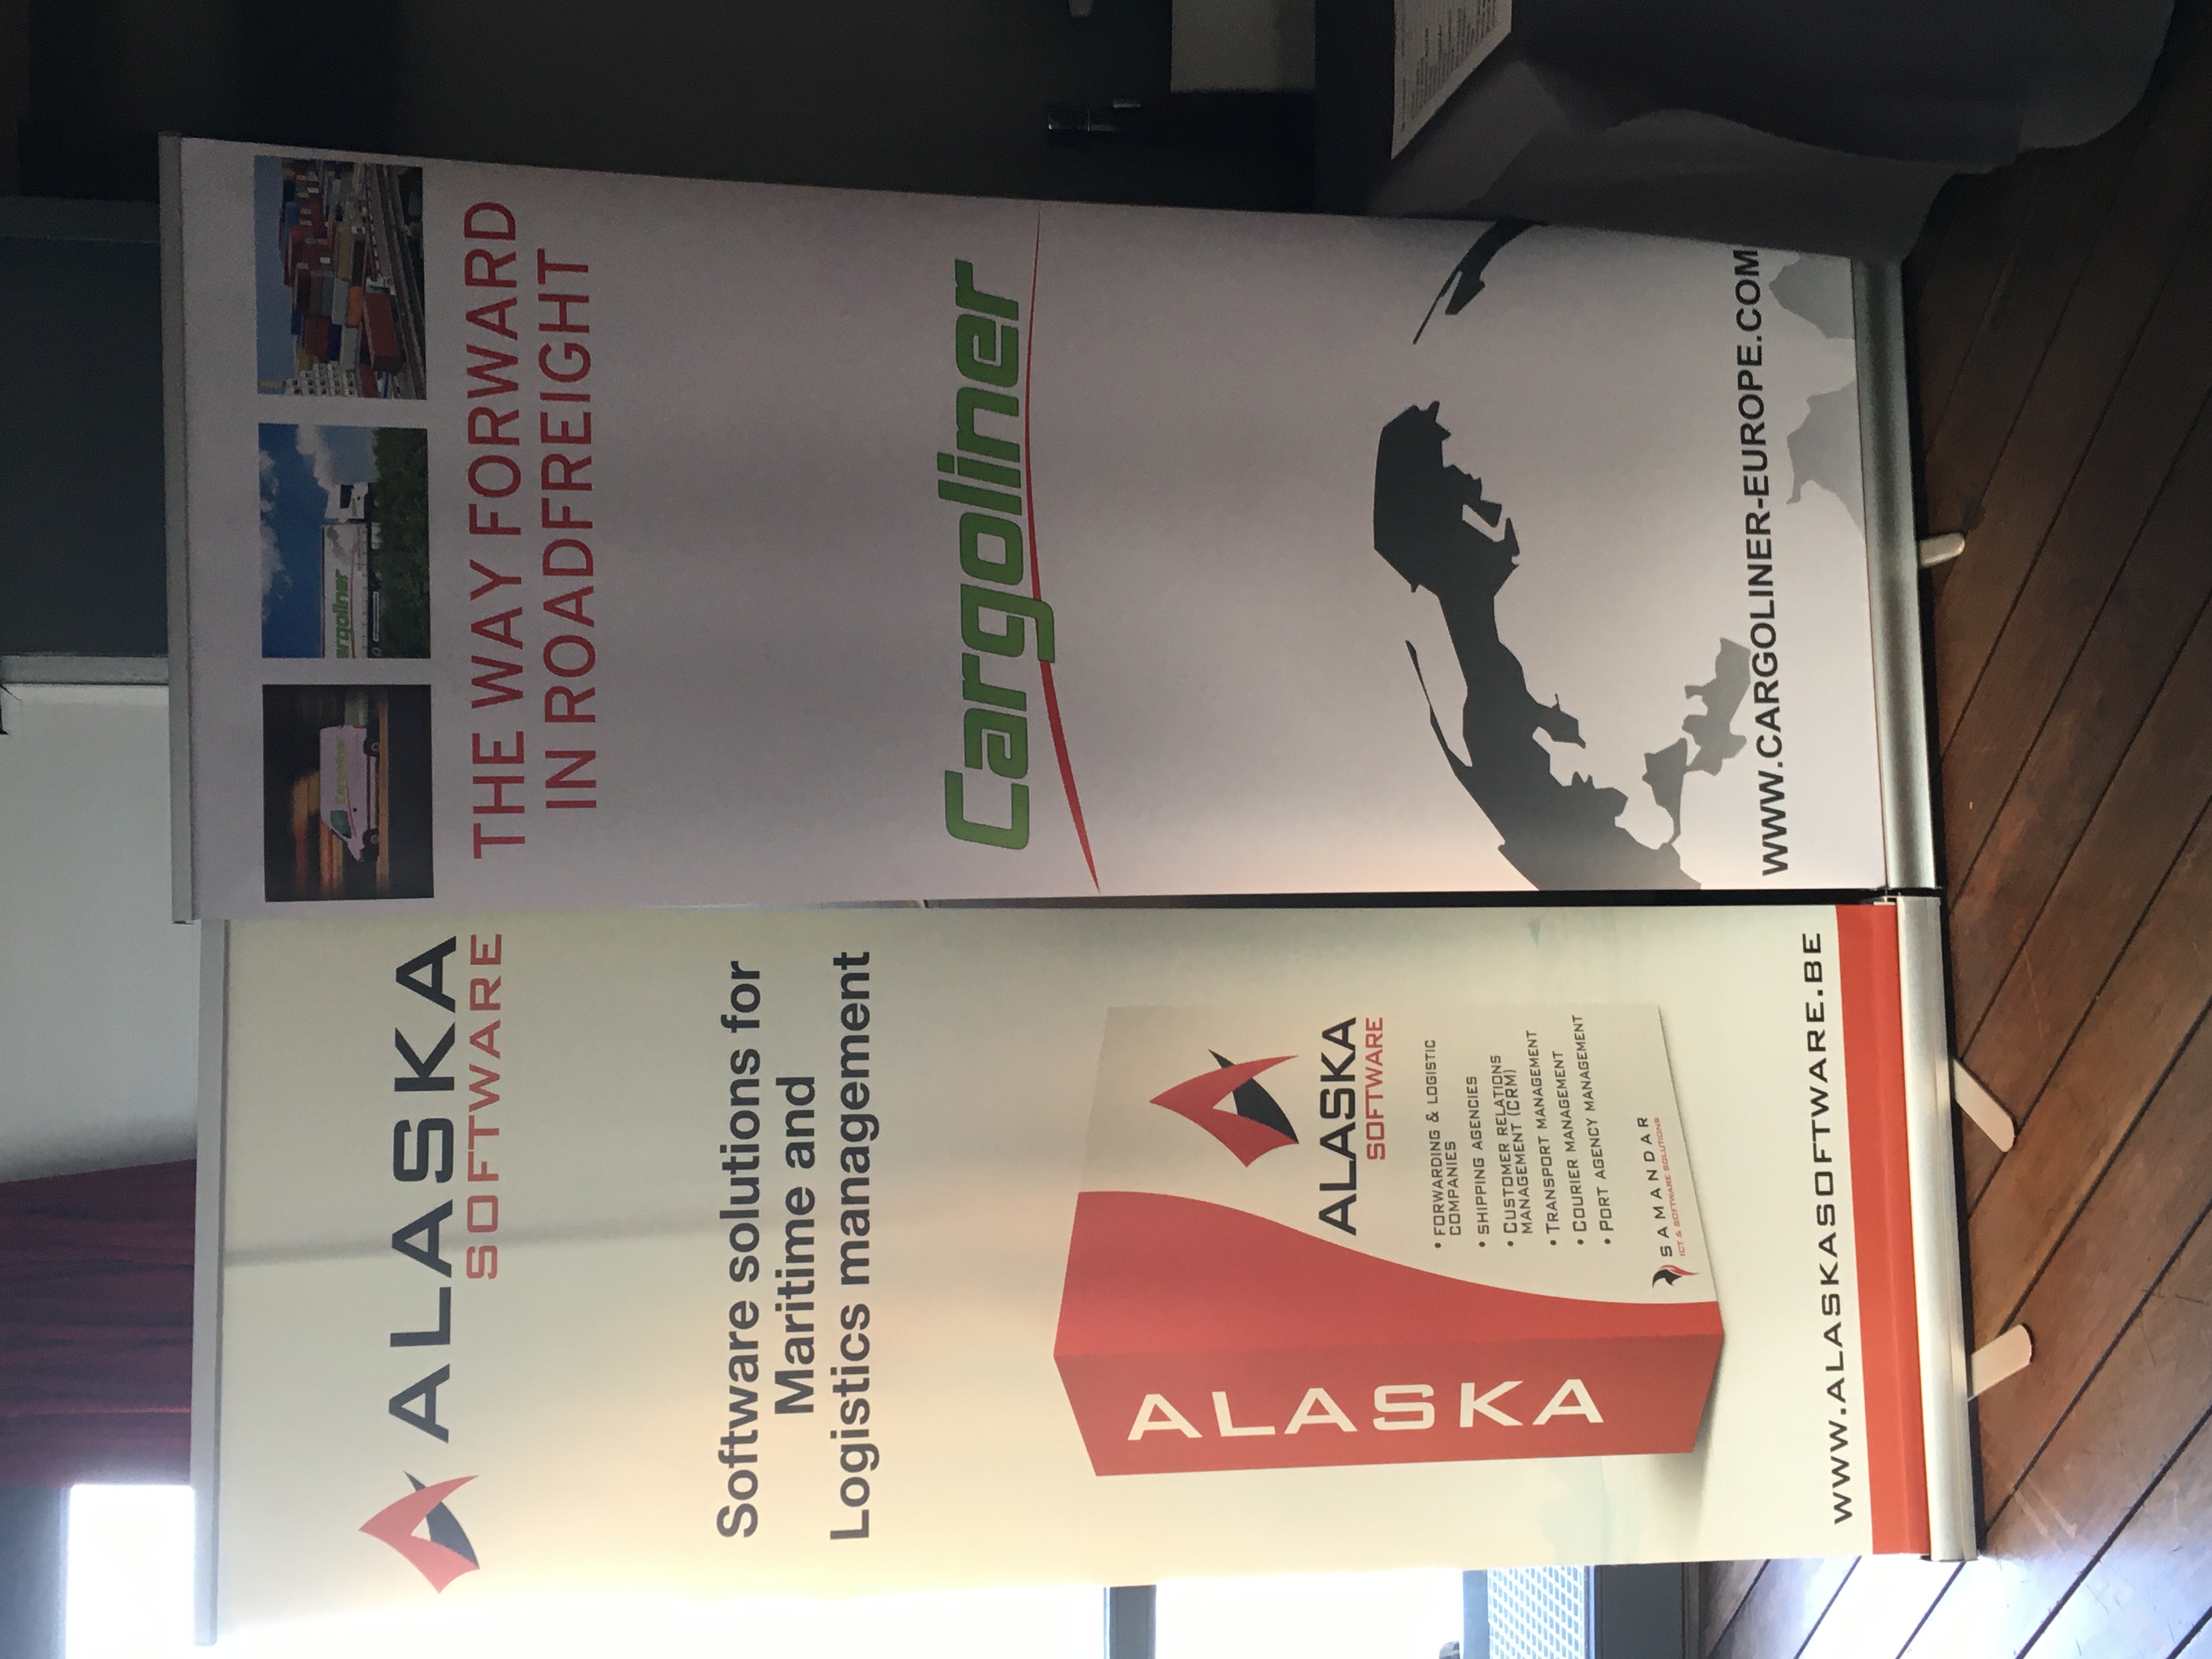 ALASKA
SOFTWARE
Software solutions for
Maritime and
Logistics management
ALASKA
ALASKA
SOFTWARE
• FORWARDING & LOGISTIC
COMPANIES
• SHIPPING AGENCIES
• CUSTOMER RELATIONS
MANAGEMENT (CRM)
• TRANSPORT MANAGEMENT
• COURIER MANAGEMENT
• PORT AGENCY MANAGEMENT
SAMANDAR
ICT & SOFTWARE SOLUTIONS
WWW.ALASKASOFTWARE.BE
Cargoliner
argoliner
THE WAY FORWARD
IN ROADFREIGHT
Cargoliner
WWW.CARGOLINER-EUROPE.COM